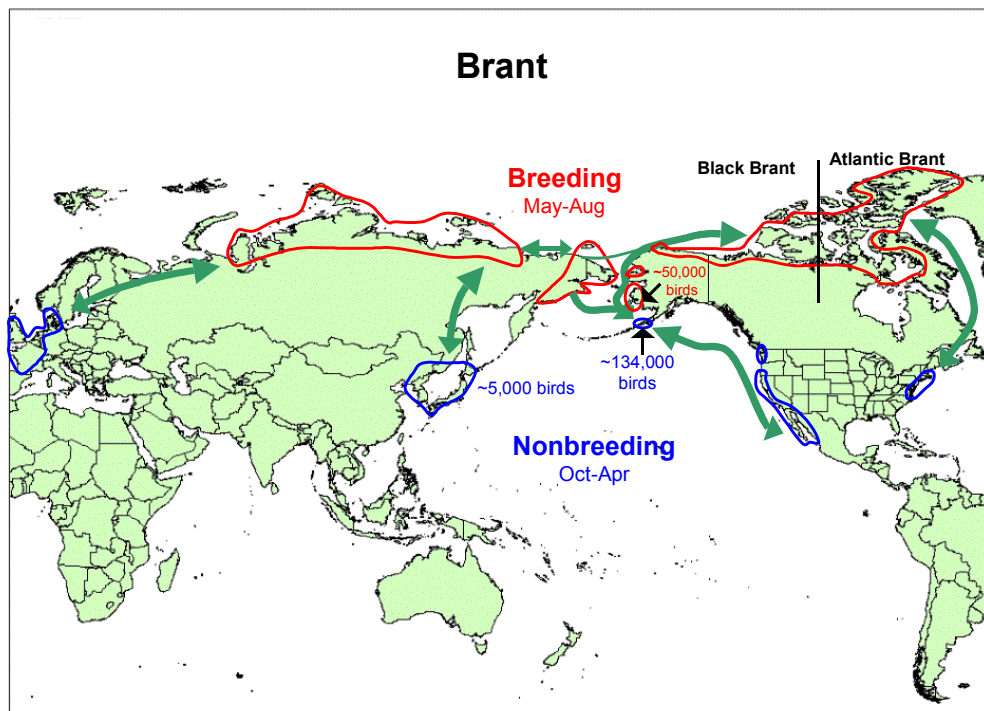 Brant
Black Brant
Atlantic Brant
Breeding
May-Aug
~50,000
birds
~134,000
birds
~5,000 birds
Nonbreeding
Oct-Apr